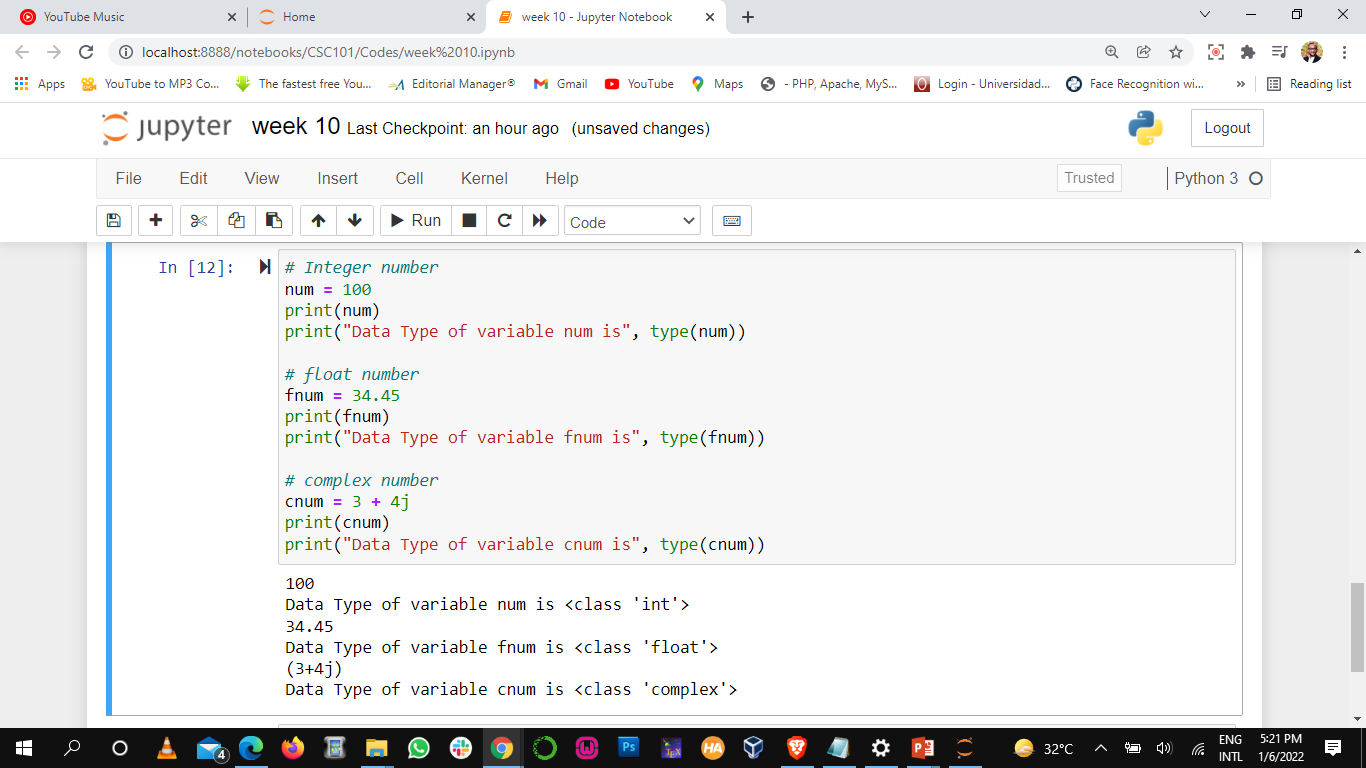 YouTube Music
Home
week 10 - Jupyter Notebook
localhost:8888/notebooks/CSC101/Codes/week%2010.ipynb
Apps YouTube to MP3 Co... The fastest free You... Editorial Manager® Gmail YouTube Maps - PHP, Apache, MyS... Login - Universidad... Face Recognition wi... » Reading list
jupyter week 10 Last Checkpoint: an hour ago (unsaved changes) Logout
File Edit View Insert Cell Kernel Help Trusted Python 3
Run Code
In [12]:
# Integer number
num = 100
print(num)
print("Data Type of variable num is", type(num))
# float number
fnum = 34.45
print(fnum)
print("Data Type of variable fnum is", type(fnum))
# complex number
cnum = 3 + 4j
print(cnum)
print("Data Type of variable cnum is", type(cnum))
100
Data Type of variable num is <class 'int'>
34.45
Data Type of variable fnum is <class 'float'>
(3+4j)
Data Type of variable cnum is <class 'complex'>
4
Ps
HA
32°C
ENG
INTL
5:21 PM
1/6/2022